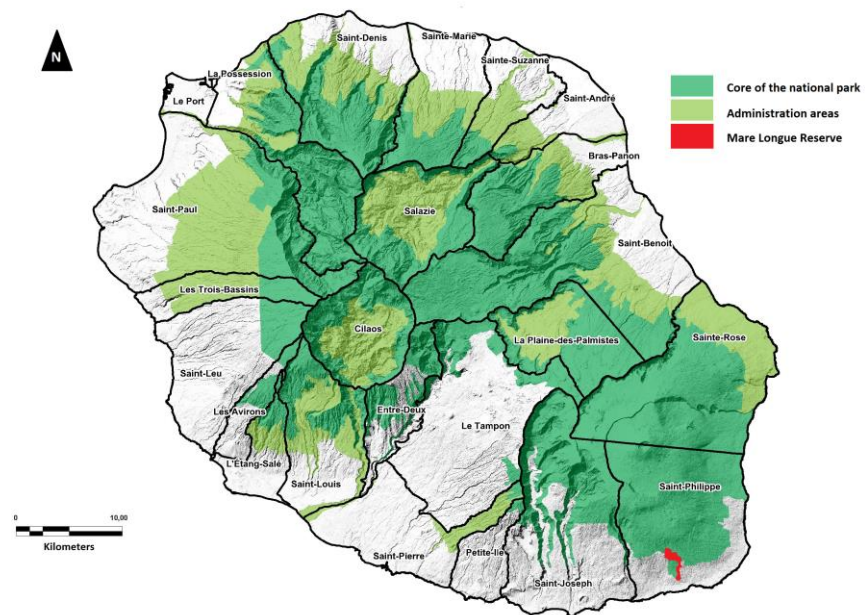 Saint-Denis
Sainte-Marie
Sainte-Suzanne
N
La Possession
Core of the national park
Le Port
Saint-André
Administration areas
Mare Longue Reserve
Bras-Panon
Saint-Paul
Salazie
Saint-Benoit
Les Trois-Bassins
Cilaos
La Plaine-des-Palmistes
Sainte-Rose
Saint-Leu
Les Avirons
Entre-Deux
Le Tampon
L'Étang-Salé
Saint-Louis
Saint-Philippe
0 10,00
Kilometers
Saint-Pierre
Petite-Ile
Saint-Joseph